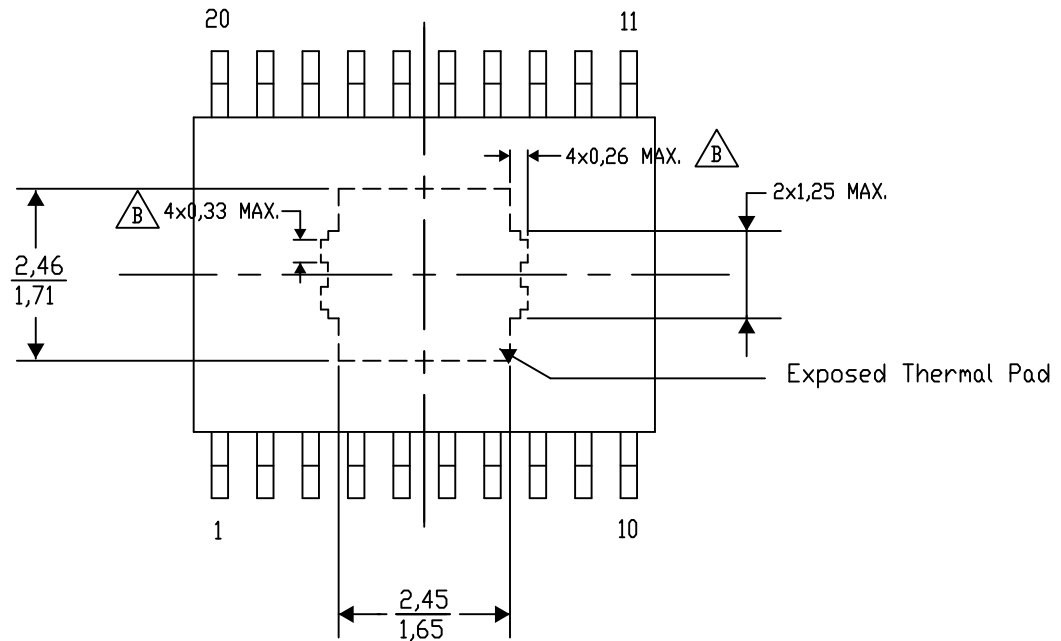 20
11
4x0,26 MAX. B
2x1,25 MAX.
B 4x0,33 MAX.
2,46
1,71
Exposed Thermal Pad
1
10
2,45
1,65